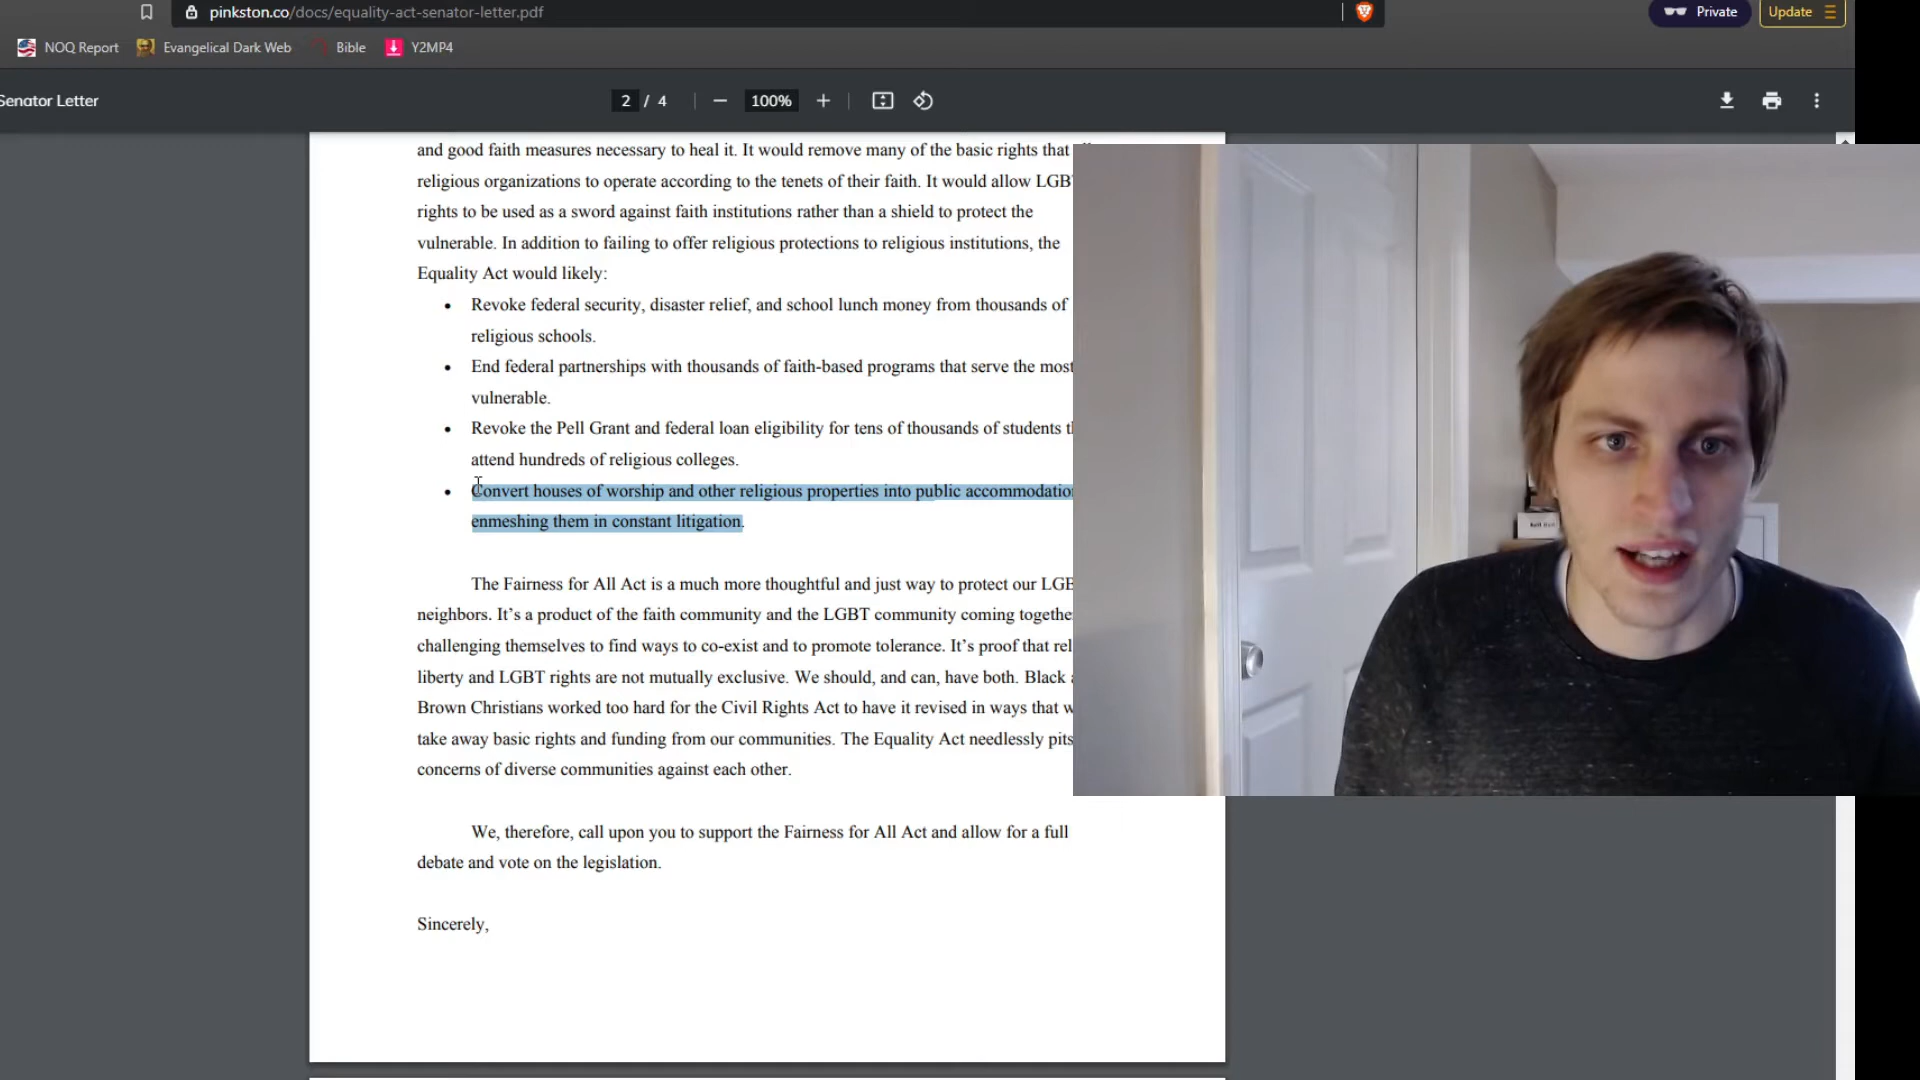 pinkston.co/docs/equality-act-senator-letter.pdf
Private
Update
NOQ Report
Evangelical Dark Web
Bible
Y2MP4
Senator Letter
2 / 4
100%
and good faith measures necessary to heal it. It would remove many of the basic rights that
religious organizations to operate according to the tenets of their faith. It would allow LGB
rights to be used as a sword against faith institutions rather than a shield to protect the
vulnerable. In addition to failing to offer religious protections to religious institutions, the
Equality Act would likely:
• Revoke federal security, disaster relief, and school lunch money from thousands of
religious schools.
• End federal partnerships with thousands of faith-based programs that serve the most
vulnerable.
• Revoke the Pell Grant and federal loan eligibility for tens of thousands of students
attend hundreds of religious colleges.
• Convert houses of worship and other religious properties into public accommodation
enmeshing them in constant litigation.
The Fairness for All Act is a much more thoughtful and just way to protect our LGB
neighbors. It’s a product of the faith community and the LGBT community coming together
challenging themselves to find ways to co-exist and to promote tolerance. It’s proof that rel
liberty and LGBT rights are not mutually exclusive. We should, and can, have both. Black
Brown Christians worked too hard for the Civil Rights Act to have it revised in ways that w
take away basic rights and funding from our communities. The Equality Act needlessly pits
concerns of diverse communities against each other.
We, therefore, call upon you to support the Fairness for All Act and allow for a full
debate and vote on the legislation.
Sincerely,